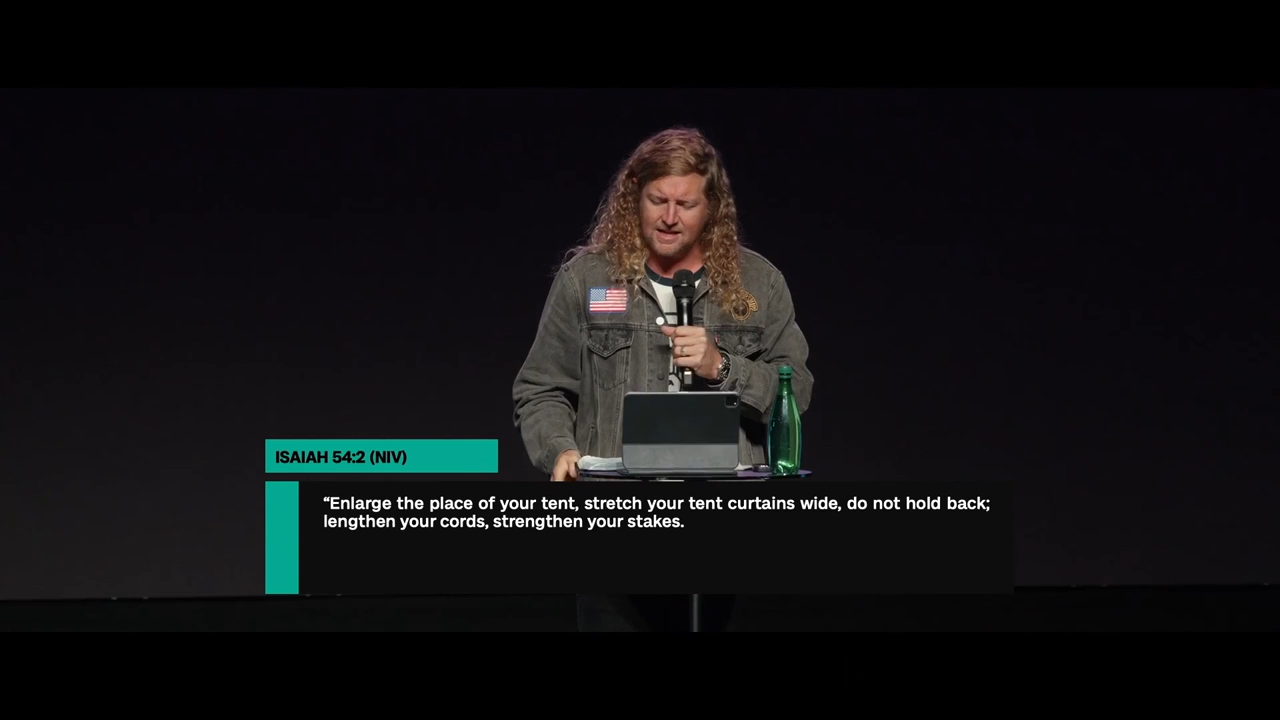 ISAIAH 54:2 (NIV)
“Enlarge the place of your tent, stretch your tent curtains wide, do not hold back;
lengthen your cords, strengthen your stakes.